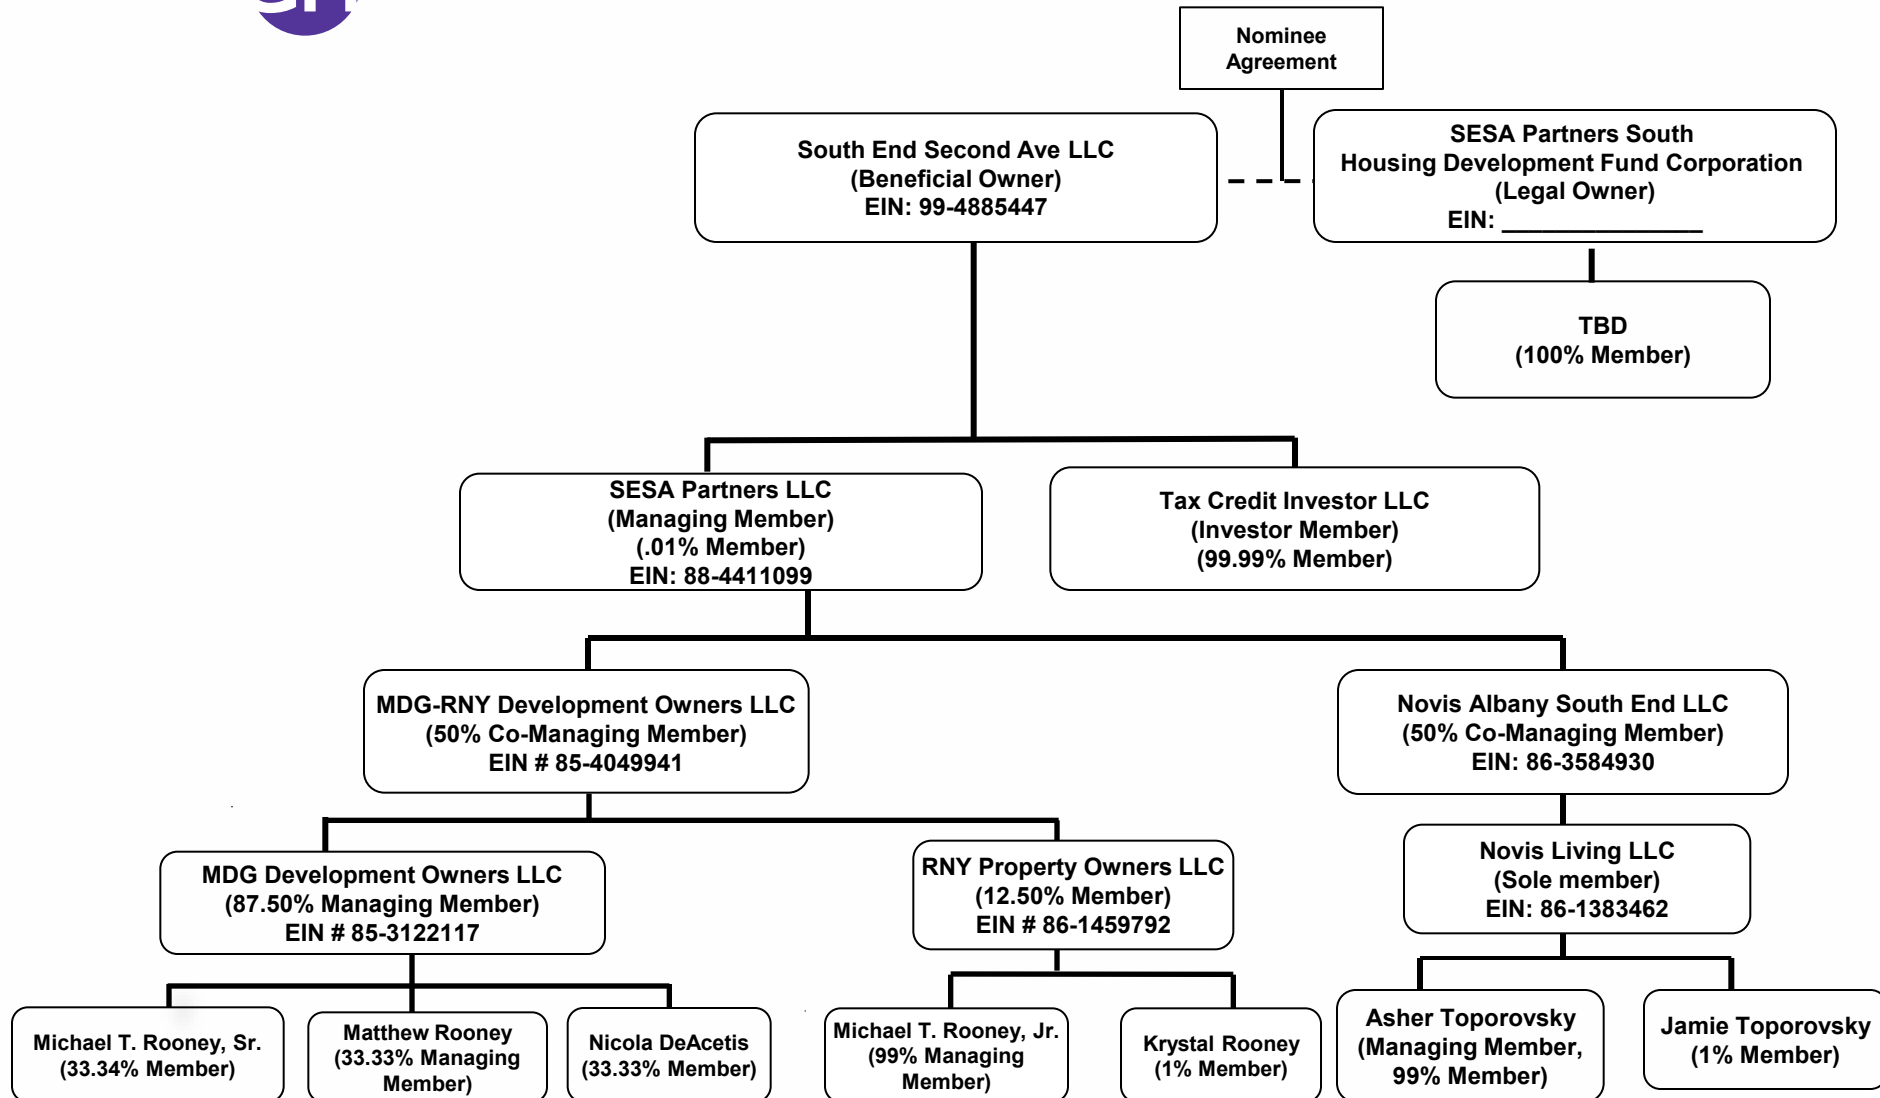 Nominee
Agreement
South End Second Ave LLC
(Beneficial Owner)
EIN: 99-4885447
SESA Partners South
Housing Development Fund Corporation
(Legal Owner)
EIN: _______________
TBD
(100% Member)
SESA Partners LLC
(Managing Member)
(.01% Member)
EIN: 88-4411099
Tax Credit Investor LLC
(Investor Member)
(99.99% Member)
MDG-RNY Development Owners LLC
(50% Co-Managing Member)
EIN # 85-4049941
Novis Albany South End LLC
(50% Co-Managing Member)
EIN: 86-3584930
MDG Development Owners LLC
(87.50% Managing Member)
EIN # 85-3122117
RNY Property Owners LLC
(12.50% Member)
EIN # 86-1459792
Novis Living LLC
(Sole member)
EIN: 86-1383462
Michael T. Rooney, Sr.
(33.34% Member)
Matthew Rooney
(33.33% Managing
Member)
Nicola DeAcetis
(33.33% Member)
Michael T. Rooney, Jr.
(99% Managing
Member)
Krystal Rooney
(1% Member)
Asher Toporovsky
(Managing Member,
99% Member)
Jamie Toporovsky
(1% Member)